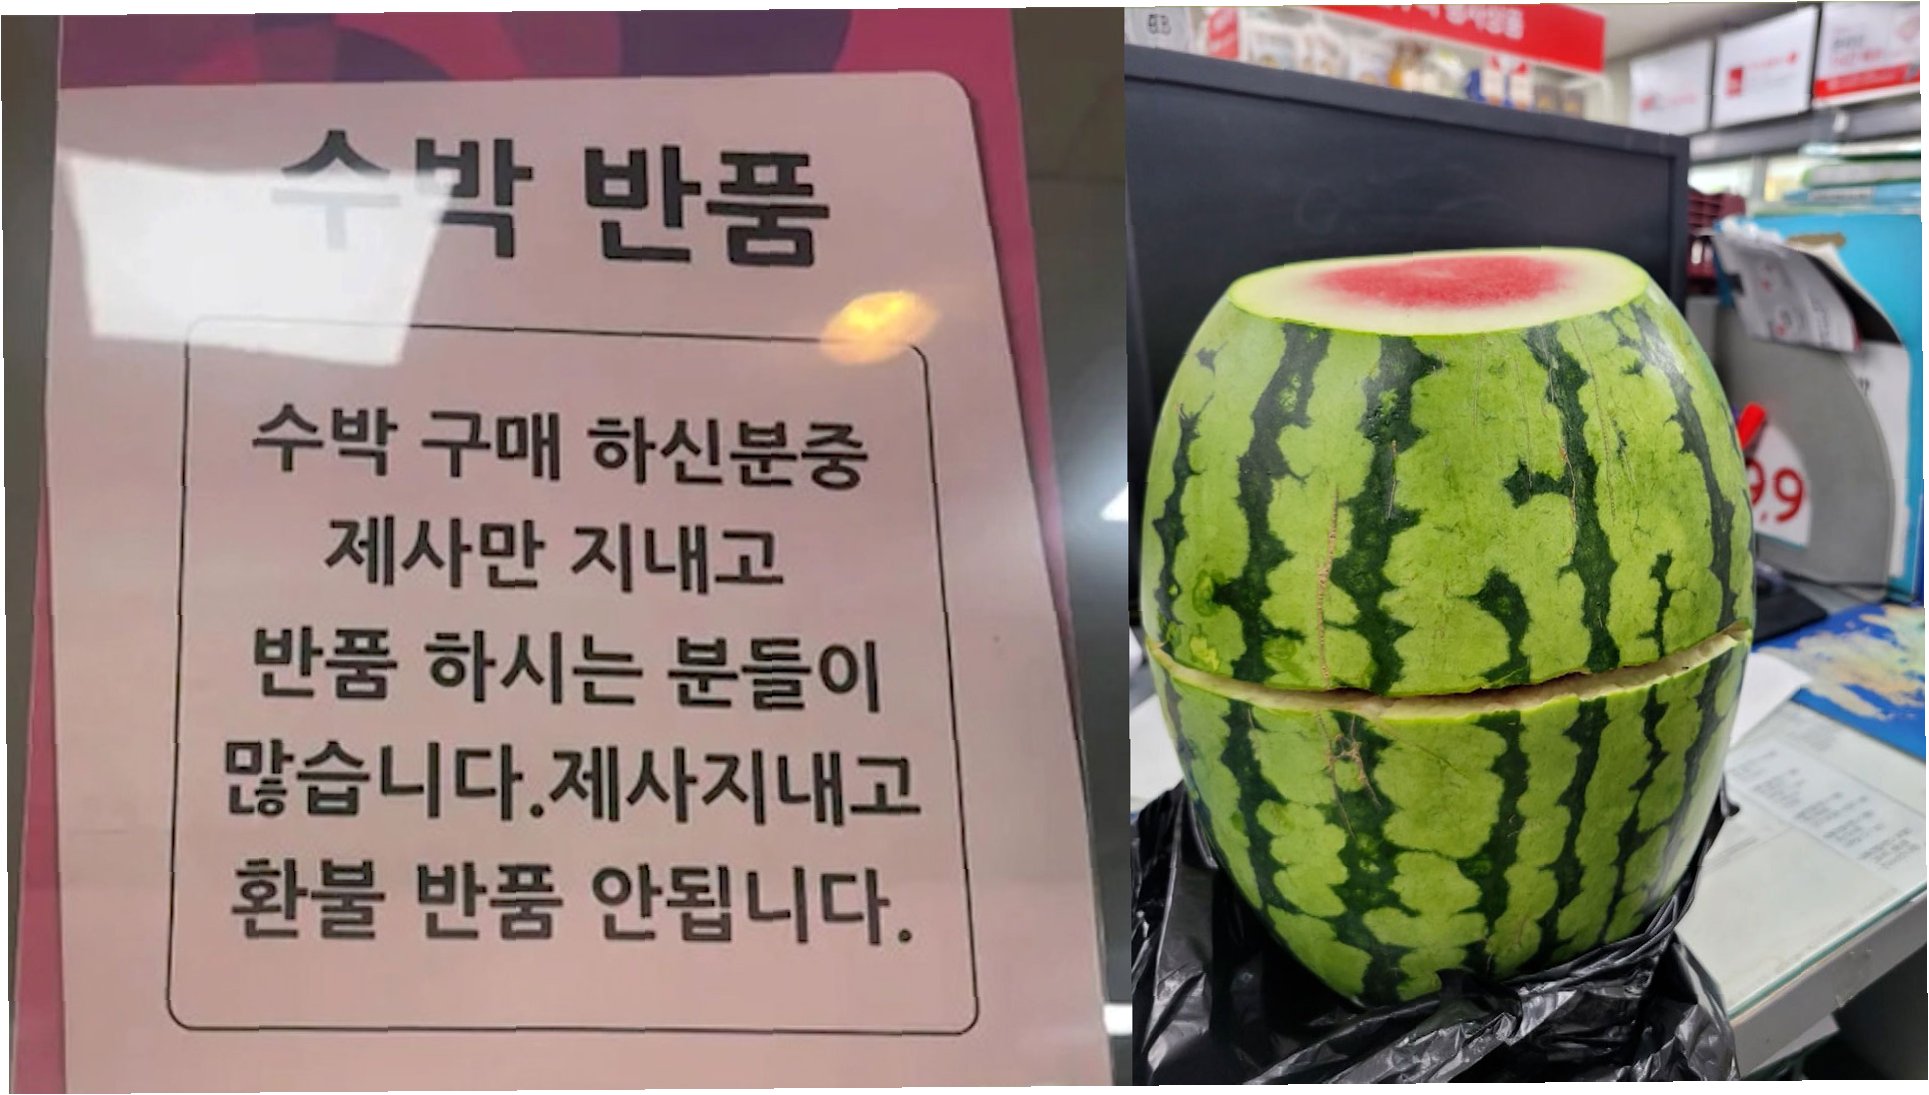 수박 반품
수박 구매 하신분중
제사만 지내고
반품 하시는 분들이
많습니다.제사지내고
환불 반품 안됩니다.
9.9